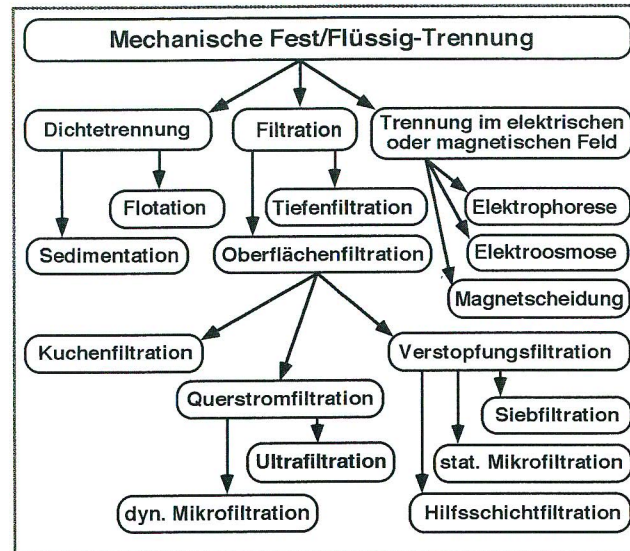 Mechanische Fest/Flüssig-Trennung
Dichtetrennung
Filtration
Trennung im elektrischen
oder magnetischen Feld
Flotation
Tiefenfiltration
Elektrophorese
Sedimentation
Oberflächenfiltration
Elektroosmose
Magnetscheidung
Kuchenfiltration
Verstopfungsfiltration
Querstromfiltration
Siebfiltration
Ultrafiltration
stat. Mikrofiltration
dyn. Mikrofiltration
Hilfsschichtfiltration